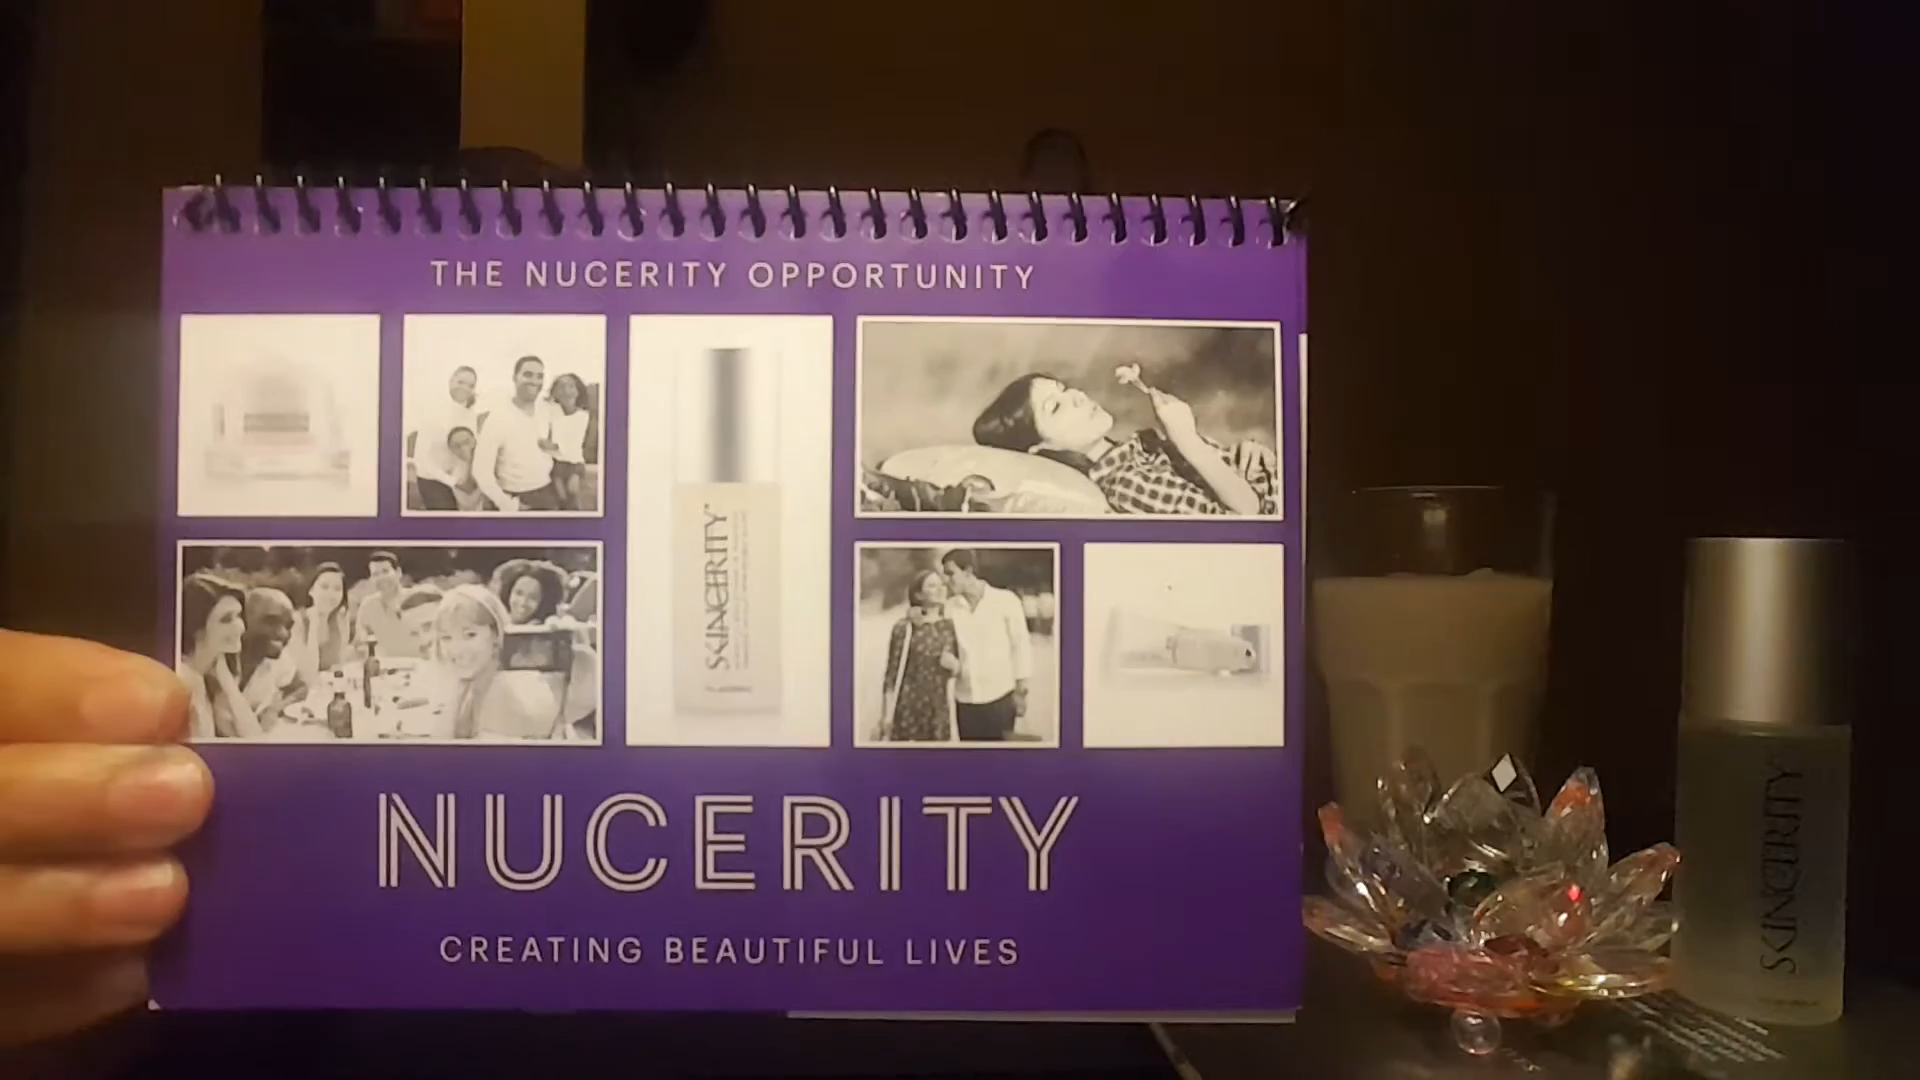 THE NUCERITY OPPORTUNITY
SKINCERITY
NUCERITY
CREATING BEAUTIFUL LIVES
SKINCERITY